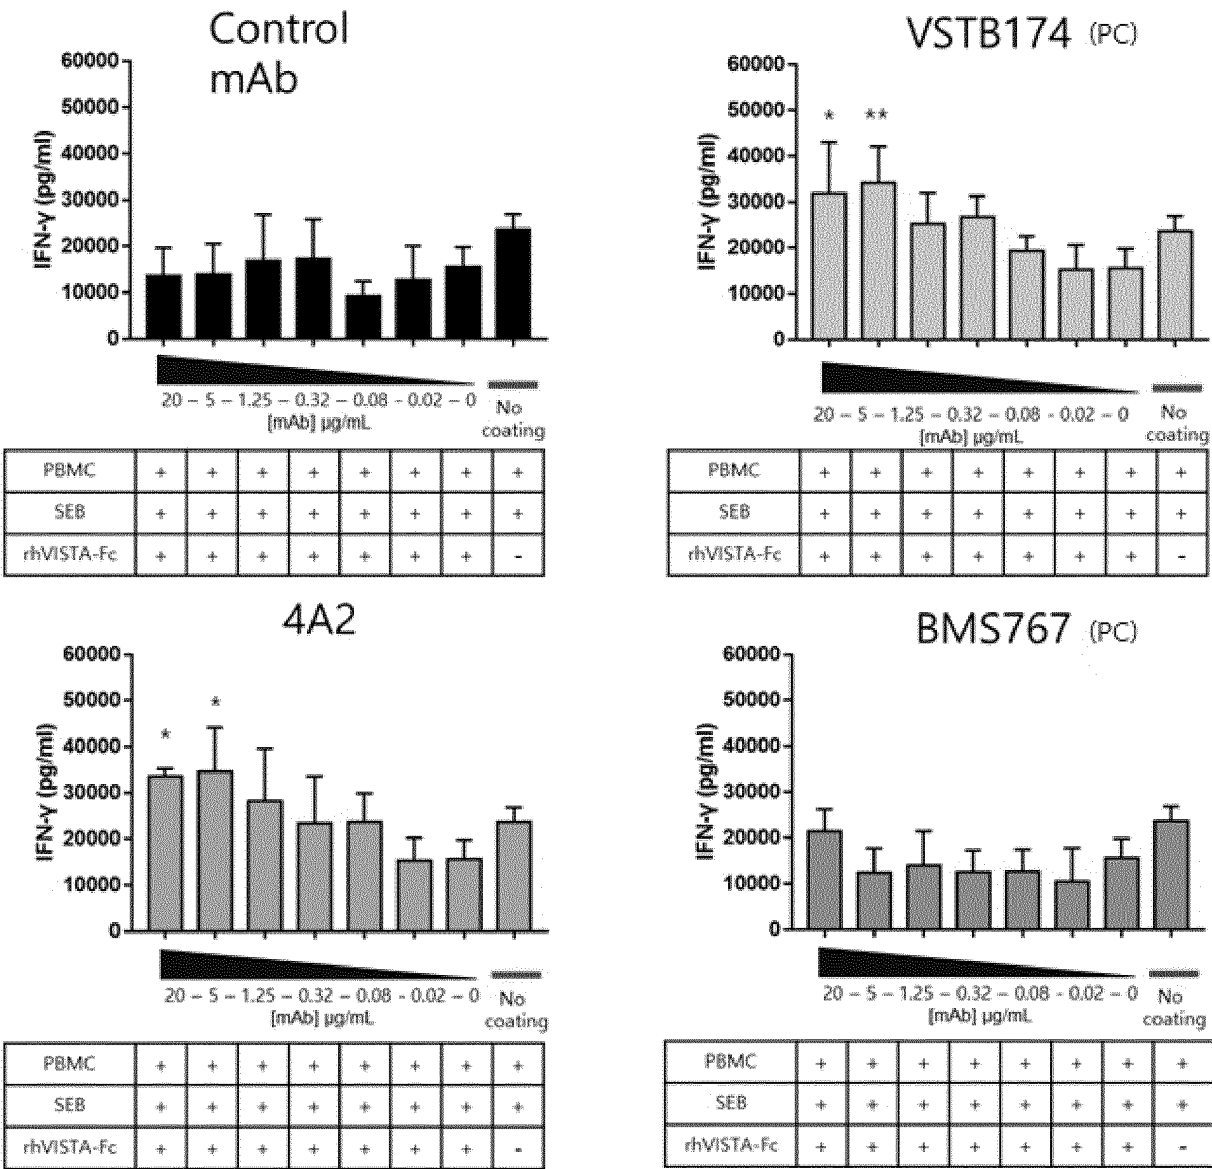 Control
mAb
60000
50000
40000
30000
20000
10000
0
IFN-γ (pg/ml)
20 – 5 – 1.25 – 0.32 – 0.08 - 0.02 – 0
[mAb] µg/mL
No
coating
PBMC + + + + + + + +
SEB + + + + + + + +
rhVISTA-Fc + + + + + + + -
VSTB174 (PC)
60000
50000
40000
30000
20000
10000
0
IFN-γ (pg/ml)
* **
20 – 5 – 1.25 – 0.32 – 0.08 - 0.02 – 0
[mAb] µg/mL
No
coating
PBMC + + + + + + + +
SEB + + + + + + + +
rhVISTA-Fc + + + + + + + -
4A2
60000
50000
40000
30000
20000
10000
0
IFN-γ (pg/ml)
* *
20 – 5 – 1.25 – 0.32 – 0.08 - 0.02 – 0
[mAb] µg/mL
No
coating
PBMC + + + + + + + +
SEB + + + + + + + +
rhVISTA-Fc + + + + + + + -
BMS767 (PC)
60000
50000
40000
30000
20000
10000
0
IFN-γ (pg/ml)
20 – 5 – 1.25 – 0.32 – 0.08 - 0.02 – 0
[mAb] µg/mL
No
coating
PBMC + + + + + + + +
SEB + + + + + + + +
rhVISTA-Fc + + + + + + + -